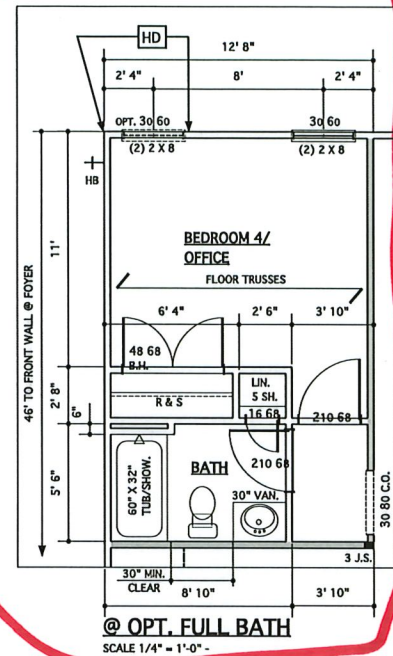 HD
12' 8"
2' 4"
8'
2' 4"
OPT. 30 60
30 60
(2) 2 X 8
(2) 2 X 8
HB
11'
BEDROOM 4/
OFFICE
FLOOR TRUSSES
46' TO FRONT WALL @ FOYER
6' 4"
2' 6"
3' 10"
48 68
B.H.
2' 8"
R & S
LIN.
5 SH.
16 68
210 68
6"
5' 6"
60" X 32"
TUB/SHOW.
BATH
210 68
30" VAN.
30 80 C.O.
3 J.S.
30" MIN.
CLEAR
8' 10"
3' 10"
@ OPT. FULL BATH
SCALE 1/4" = 1'-0" -